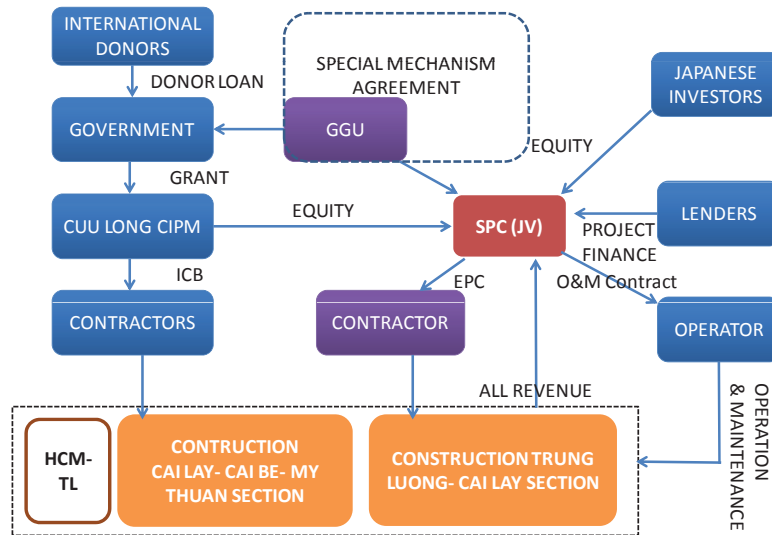 INTERNATIONAL
DONORS
DONOR LOAN
SPECIAL MECHANISM
AGREEMENT
JAPANESE
INVESTORS
GOVERNMENT
GGU
EQUITY
GRANT
CUU LONG CIPM
EQUITY
SPC (JV)
LENDERS
PROJECT
FINANCE
ICB
EPC
O&M Contract
CONTRACTORS
CONTRACTOR
OPERATOR
ALL REVENUE
OPERATION
& MAINTENANCE
HCM-
TL
CONTRUCTION
CAI LAY- CAI BE- MY
THUAN SECTION
CONSTRUCTION TRUNG
LUONG- CAI LAY SECTION